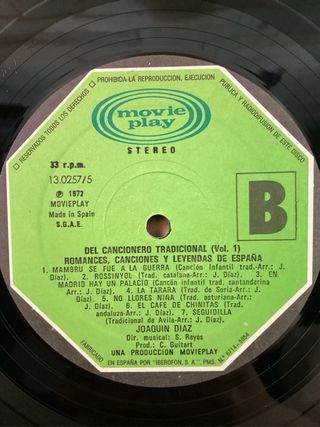 PROHIBIDA LA REPRODUCCION, EJECUCION
PUBLICA Y RADIODIFUSION DE ESTE DISCO
RESERVADOS TODOS LOS DERECHOS
movie
play
STEREO
33 r.p.m.
13.0257/5
Ⓟ 1972
MOVIEPLAY
Made in Spain
S.G.A.E.
B
DEL CANCIONERO TRADICIONAL (Vol. 1)
ROMANCES, CANCIONES Y LEYENDAS DE ESPAÑA
1. MAMBRU SE FUE A LA GUERRA (Canción Infantil trad.-Arr.: J.
Díaz). 2. ROSSINYOL (Trad. catalana-Arr.: J. Díaz). 3. EN
MADRID HAY UN PALACIO (Canción infantil trad. santanderina
Arr.: J. Díaz). 4. LA TARARA (Trad. de Soria-Arr.: J.
Díaz). 5. NO LLORES NIÑA (Trad. asturiana-Arr.:
J. Díaz). 6. EL CAFE DE CHINITAS (Trad.
andaluza-Arr.: J. Díaz). 7. SEGUIDILLA
(Tradicional de Avila-Arr.: J. Díaz)
JOAQUIN DIAZ
Dir. musical: S. Reyes
Prod.: C. Guitart
UNA PRODUCCION MOVIEPLAY
FABRICADO EN ESPAÑA POR "IBEROFON, S. A." PMS.